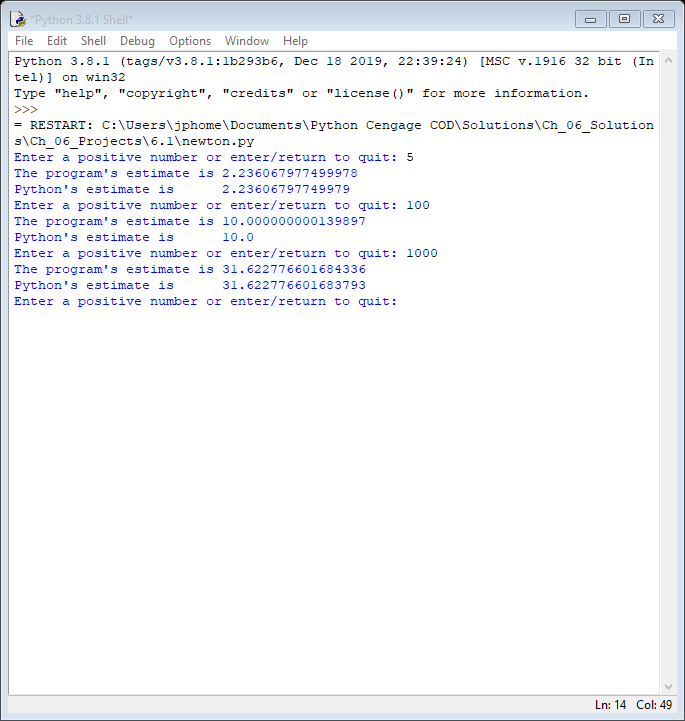 *Python 3.8.1 Shell*
File Edit Shell Debug Options Window Help
Python 3.8.1 (tags/v3.8.1:1b293b6, Dec 18 2019, 22:39:24) [MSC v.1916 32 bit (In
tel)] on win32
Type "help", "copyright", "credits" or "license()" for more information.
>>>
= RESTART: C:\Users\jphome\Documents\Python Cengage COD\Solutions\Ch_06_Solution
s\Ch_06_Projects\6.1\newton.py
Enter a positive number or enter/return to quit: 5
The program's estimate is 2.236067977499978
Python's estimate is      2.23606797749979
Enter a positive number or enter/return to quit: 100
The program's estimate is 10.000000000139897
Python's estimate is      10.0
Enter a positive number or enter/return to quit: 1000
The program's estimate is 31.622776601684336
Python's estimate is      31.622776601683793
Enter a positive number or enter/return to quit:
Ln: 14 Col: 49